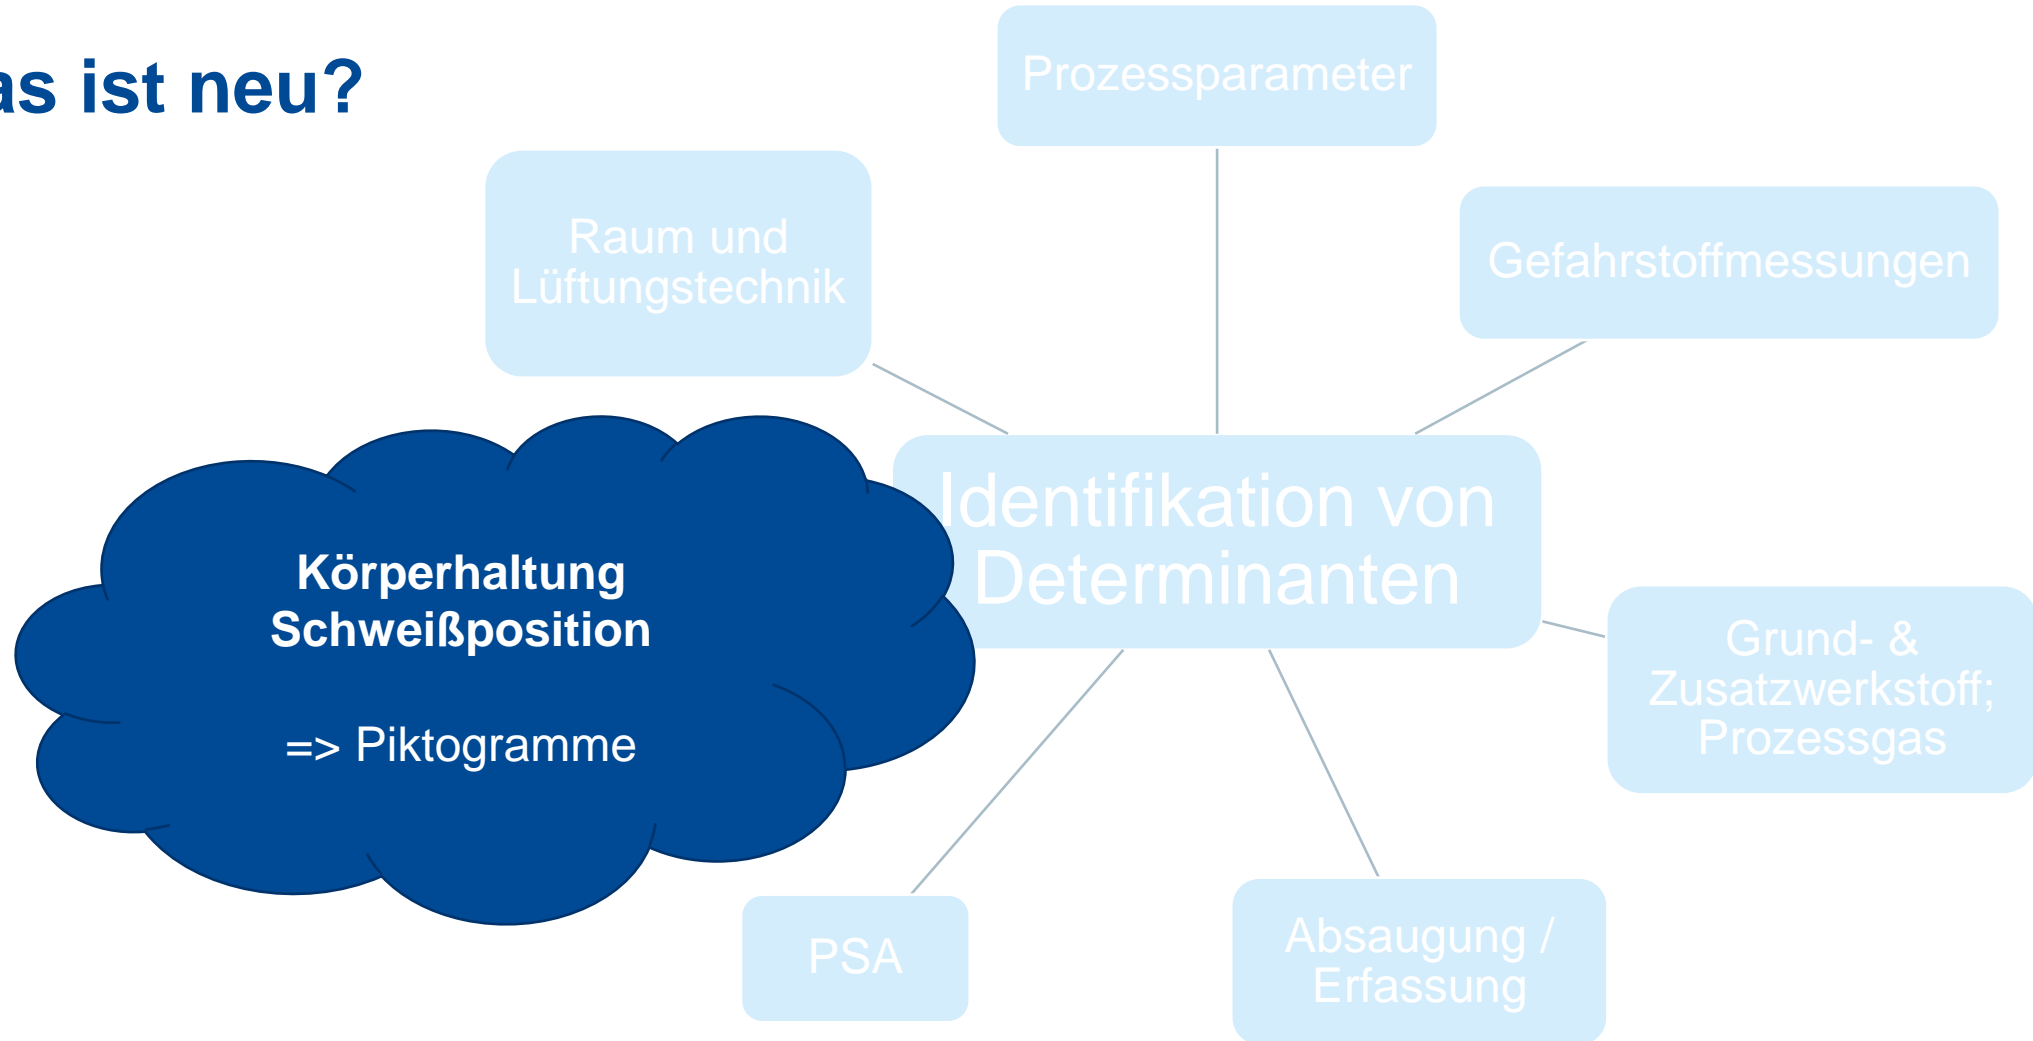 as ist neu?
Prozessparameter
Raum und
Lüftungstechnik
Gefahrstoffmessungen
Identifikation von
Determinanten
Körperhaltung
Schweißposition
=> Piktogramme
Grund- &
Zusatzwerkstoff;
Prozessgas
PSA
Absaugung /
Erfassung